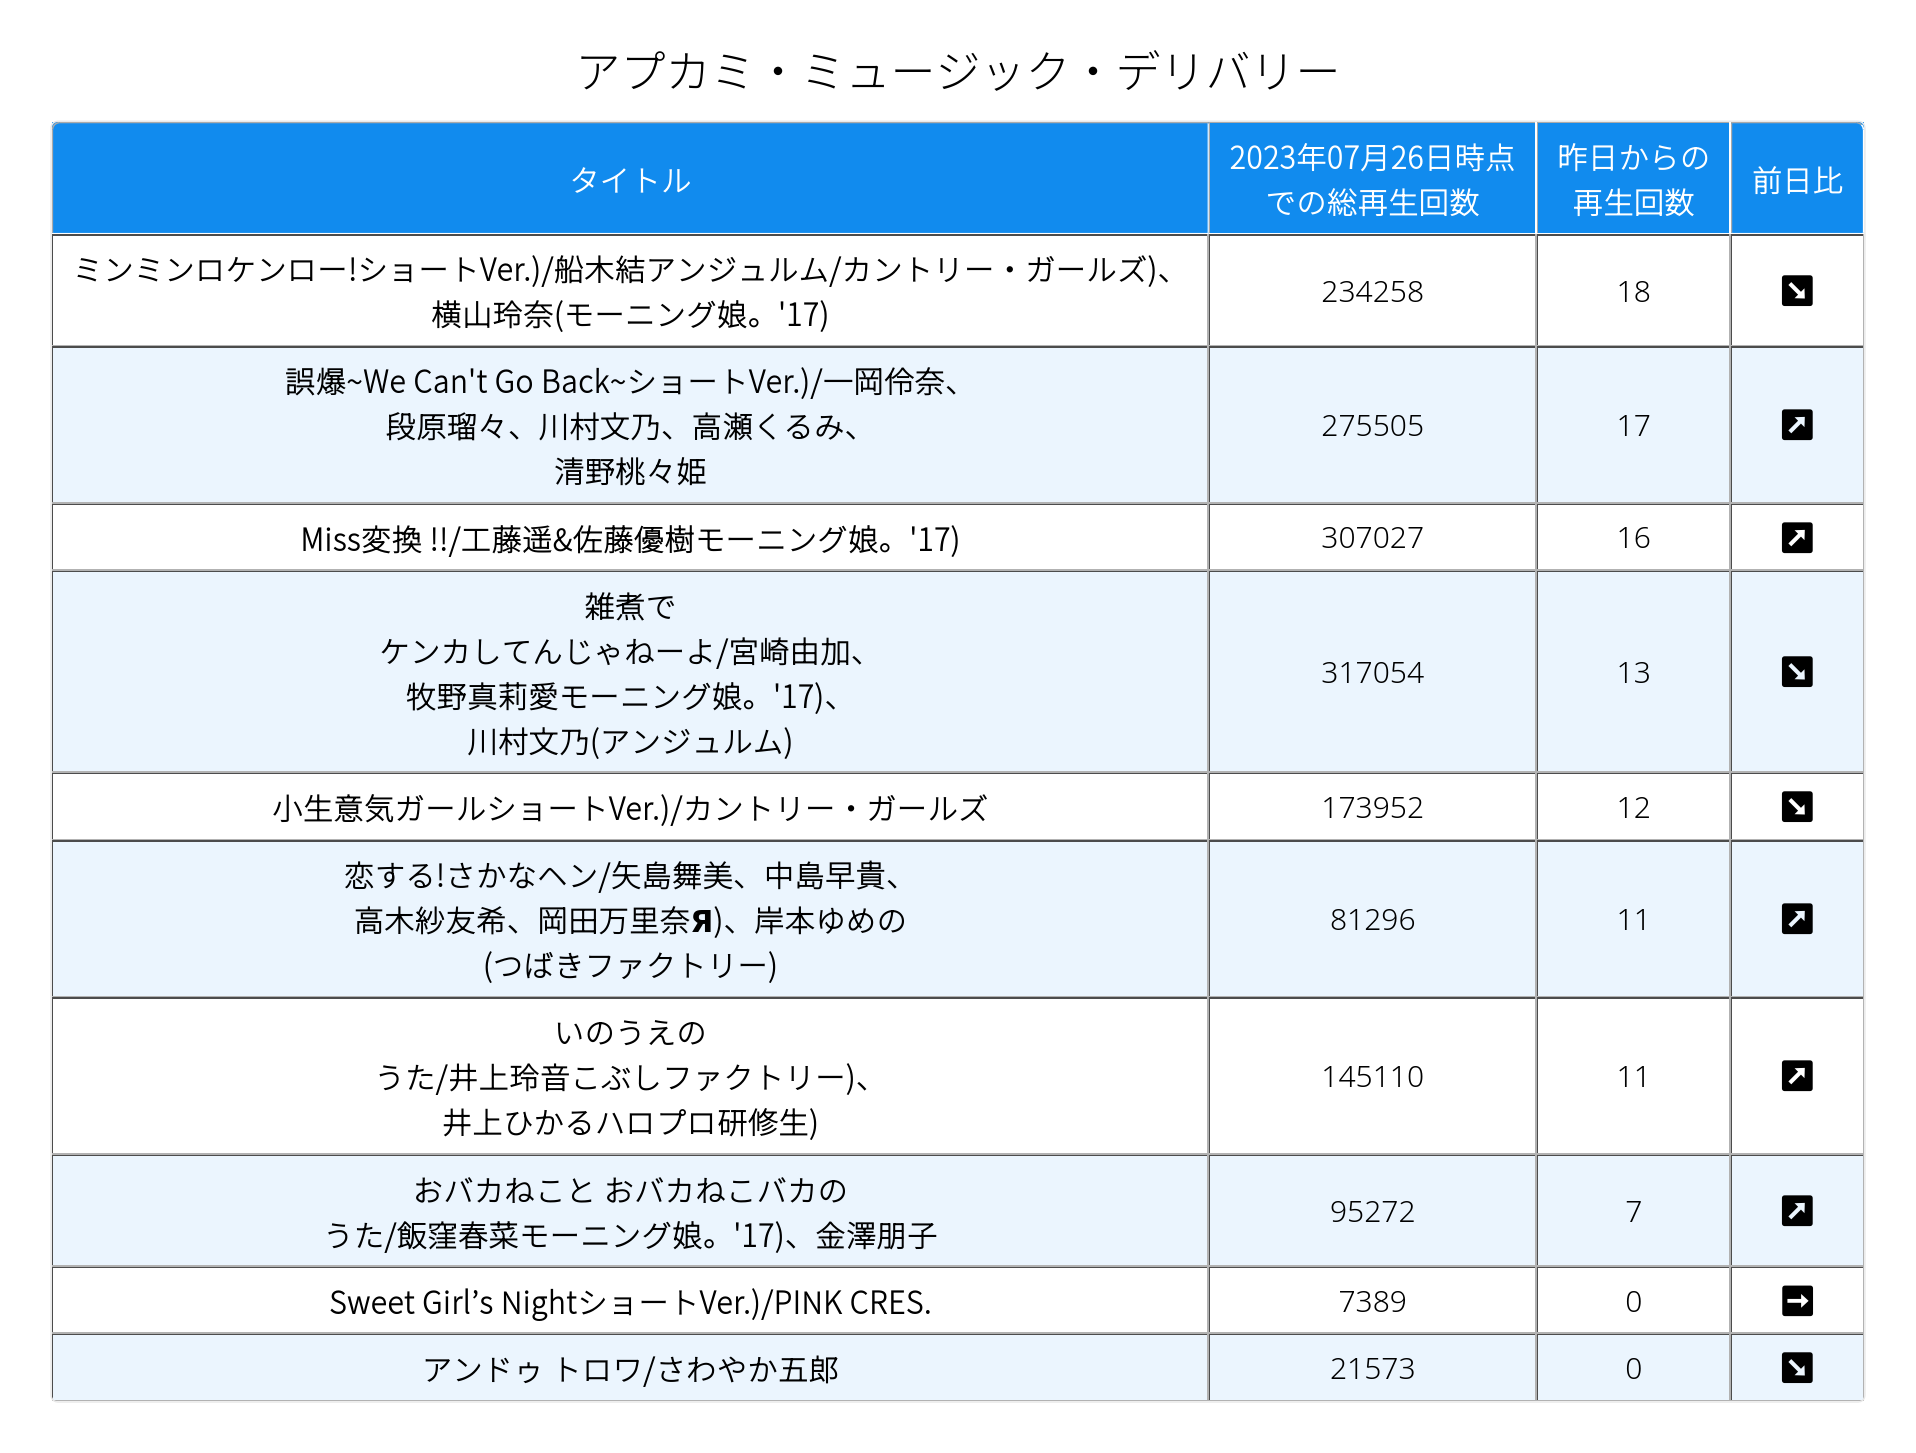 アプカミ・ミュージック・デリバリー
タイトル
2023年07月26日時点
での総再生回数
昨日からの
再生回数
前日比
ミンミンロケンロー!ショートVer.)/船木結アンジュルム/カントリー・ガールズ)、
横山玲奈(モーニング娘。'17)
234258
18
↘
誤爆~We Can't Go Back~ショートVer.)/一岡伶奈、
段原瑠々、川村文乃、高瀬くるみ、
清野桃々姫
275505
17
↗
Miss変換 !!/工藤遥&佐藤優樹モーニング娘。'17)
307027
16
↗
雑煮で
ケンカしてんじゃねーよ/宮崎由加、
牧野真莉愛モーニング娘。'17)、
川村文乃(アンジュルム)
317054
13
↘
小生意気ガールショートVer.)/カントリー・ガールズ
173952
12
↘
恋する!さかなヘン/矢島舞美、中島早貴、
高木紗友希、岡田万里奈Я)、岸本ゆめの
(つばきファクトリー)
81296
11
↗
いのうえの
うた/井上玲音こぶしファクトリー)、
井上ひかるハロプロ研修生)
145110
11
↗
おバカねこと おバカねこバカの
うた/飯窪春菜モーニング娘。'17)、金澤朋子
95272
7
↗
Sweet Girl’s NightショートVer.)/PINK CRES.
7389
0
→
アンドゥ トロワ/さわやか五郎
21573
0
↘